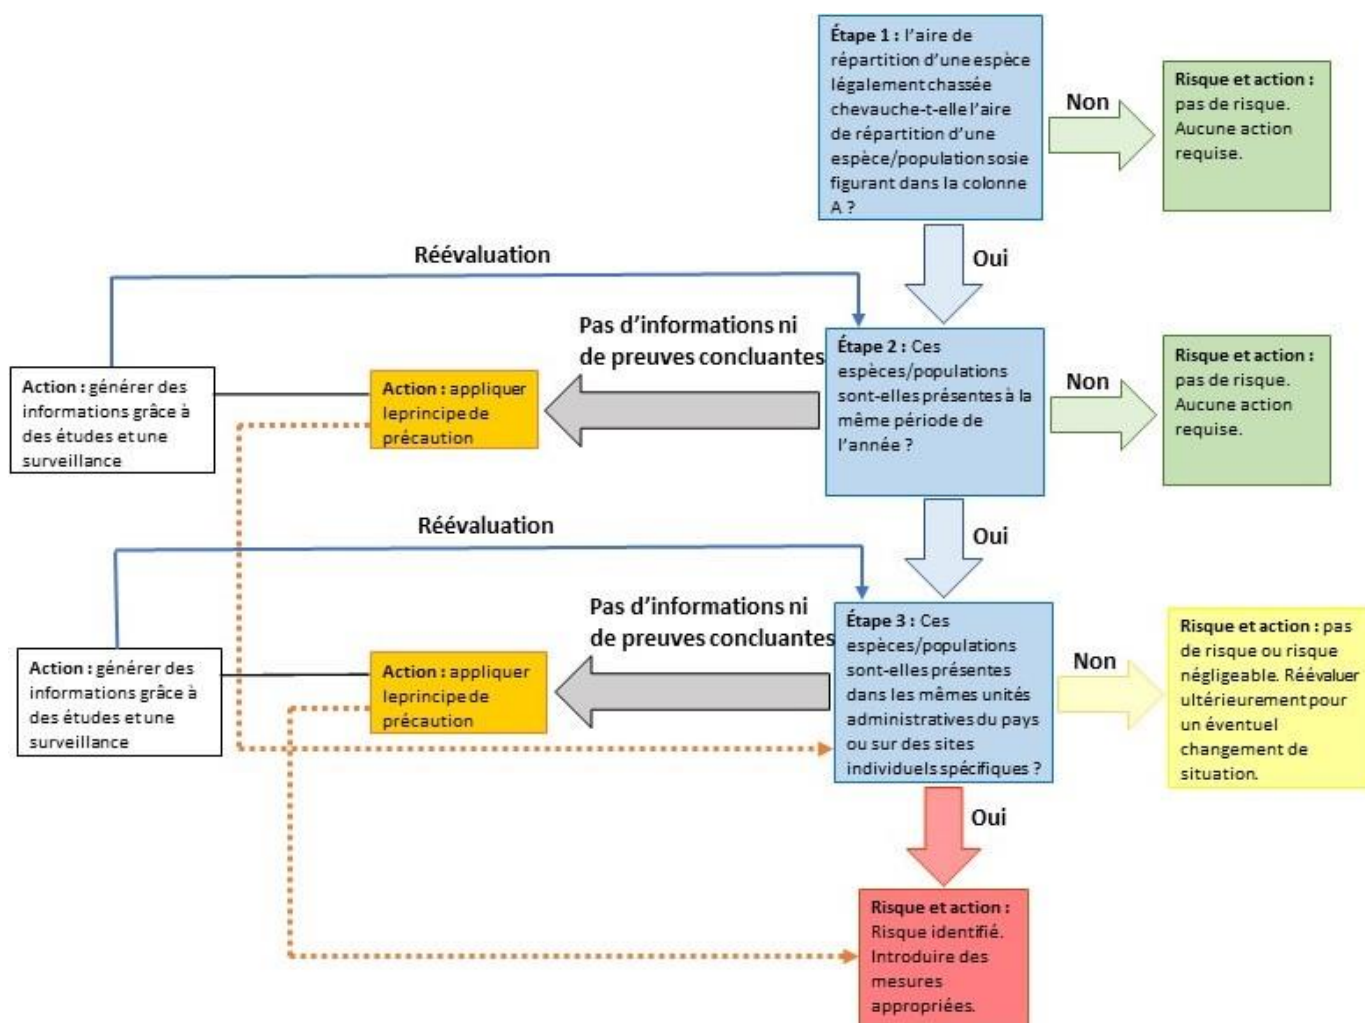 Étape 1 : l’aire de
répartition d’une espèce
légalement chassée
chevauche-t-elle l’aire
de répartition d’une
espèce/population sosie
figurant dans la colonne
A ?
Non
Risque et action :
pas de risque.
Aucune action
requise.
Oui
Réévaluation
Pas d’informations ni
de preuves concluantes
Étape 2 : Ces
espèces/populations
sont-elles présentes à la
même période de
l’année ?
Non
Risque et action :
pas de risque.
Aucune action
requise.
Action : générer des
informations grâce à
des études et une
surveillance
Action : appliquer
leprincipe de
précaution
Oui
Réévaluation
Pas d’informations ni
de preuves concluantes
Étape 3 : Ces
espèces/populations
sont-elles présentes
dans les mêmes unités
administratives du pays
ou sur des sites
individuels spécifiques ?
Non
Risque et action : pas
de risque ou risque
négligeable. Réévaluer
ultérieurement pour
un éventuel
changement de
situation.
Action : générer des
informations grâce à
des études et une
surveillance
Action : appliquer
leprincipe de
précaution
Oui
Risque et action :
Risque identifié.
Introduire des
mesures
appropriées.